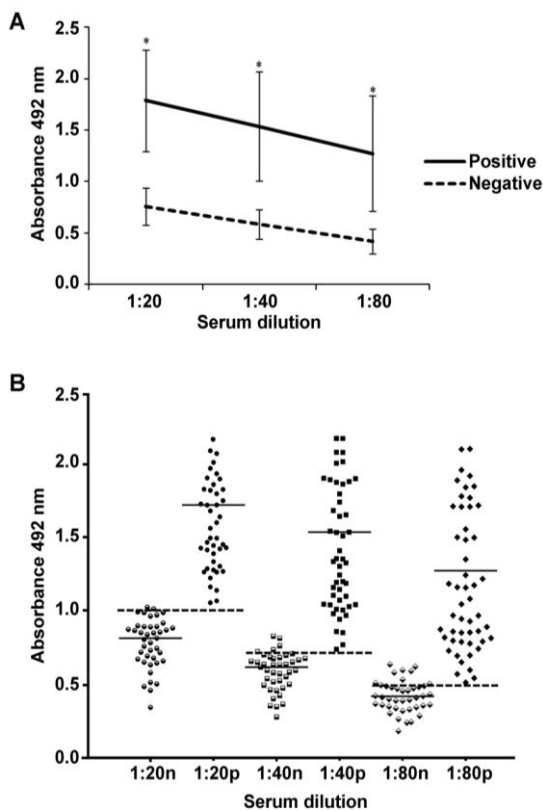 A
2.5
2.0
1.5
1.0
0.5
0.0
Absorbance 492 nm
* * *
Positive
Negative
1:20 1:40 1:80
Serum dilution
B
2.5
2.0
1.5
1.0
0.5
0.0
Absorbance 492 nm
1:20n 1:20p 1:40n 1:40p 1:80n 1:80p
Serum dilution